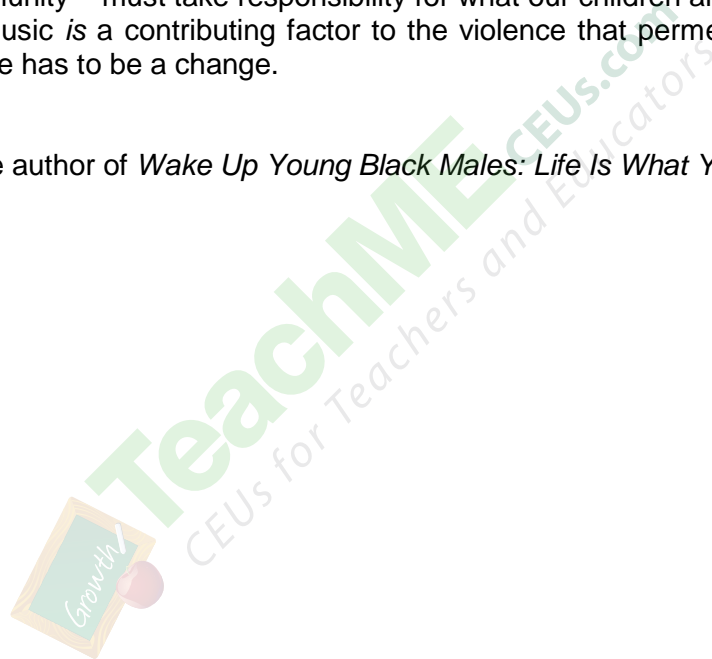 unity – must take responsibility for what our children a
usic is a contributing factor to the violence that perme
e has to be a change.
e author of Wake Up Young Black Males: Life Is What Y
TeachMECEUs.com
CEUs for Teachers and Educators
Growth